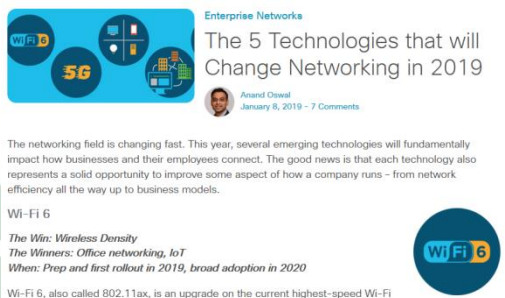 WiFi 6
5G
Enterprise Networks
The 5 Technologies that will
Change Networking in 2019
Anand Oswal
January 8, 2019 - 7 Comments
The networking field is changing fast. This year, several emerging technologies will fundamentally
impact how businesses and their employees connect. The good news is that each technology also
represents a solid opportunity to improve some aspect of how a company runs – from network
efficiency all the way up to business models.
Wi-Fi 6
The Win: Wireless Density
The Winners: Office networking, IoT
When: Prep and first rollout in 2019, broad adoption in 2020
WiFi 6
Wi-Fi 6, also called 802.11ax, is an upgrade on the current highest-speed Wi-Fi